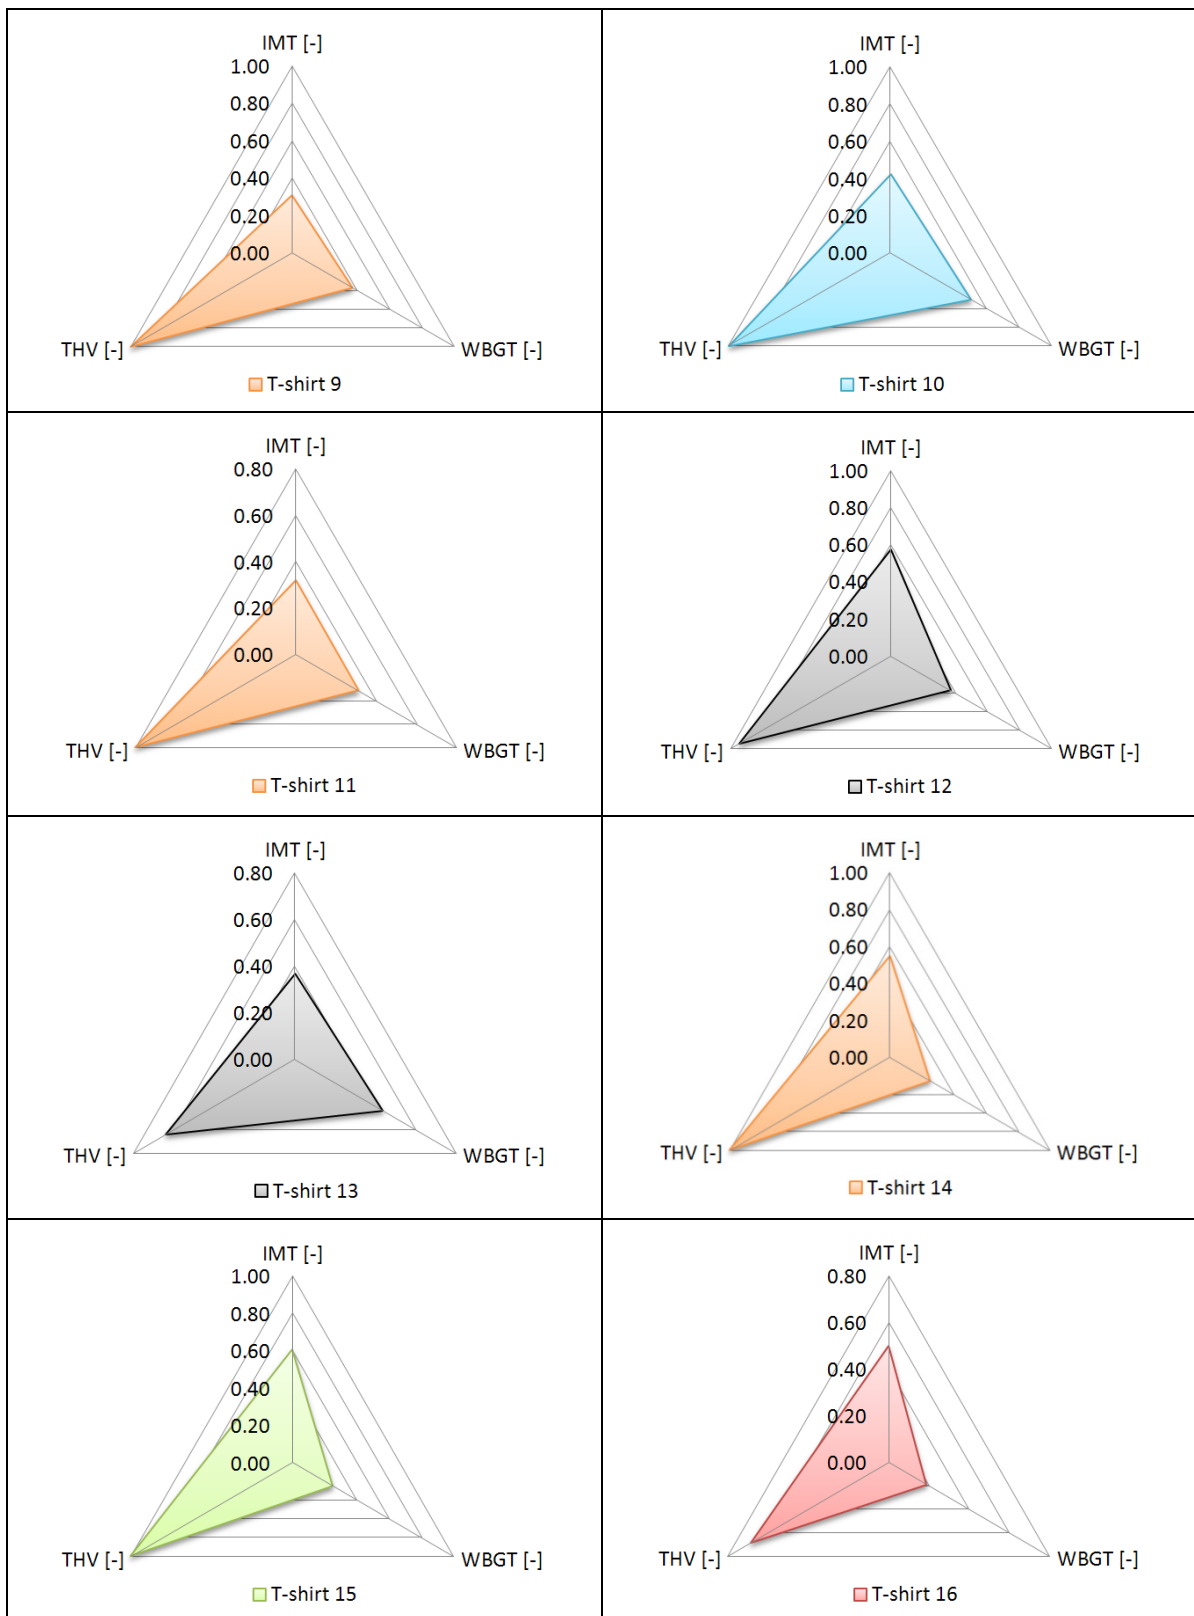 IMT [-]
1.00
0.80
0.60
0.40
0.20
0.00
THV [-]
WBGT [-]
T-shirt 9
IMT [-]
1.00
0.80
0.60
0.40
0.20
0.00
THV [-]
WBGT [-]
T-shirt 10
IMT [-]
0.80
0.60
0.40
0.20
0.00
THV [-]
WBGT [-]
T-shirt 11
IMT [-]
1.00
0.80
0.60
0.40
0.20
0.00
THV [-]
WBGT [-]
T-shirt 12
IMT [-]
0.80
0.60
0.40
0.20
0.00
THV [-]
WBGT [-]
T-shirt 13
IMT [-]
1.00
0.80
0.60
0.40
0.20
0.00
THV [-]
WBGT [-]
T-shirt 14
IMT [-]
1.00
0.80
0.60
0.40
0.20
0.00
THV [-]
WBGT [-]
T-shirt 15
IMT [-]
0.80
0.60
0.40
0.20
0.00
THV [-]
WBGT [-]
T-shirt 16